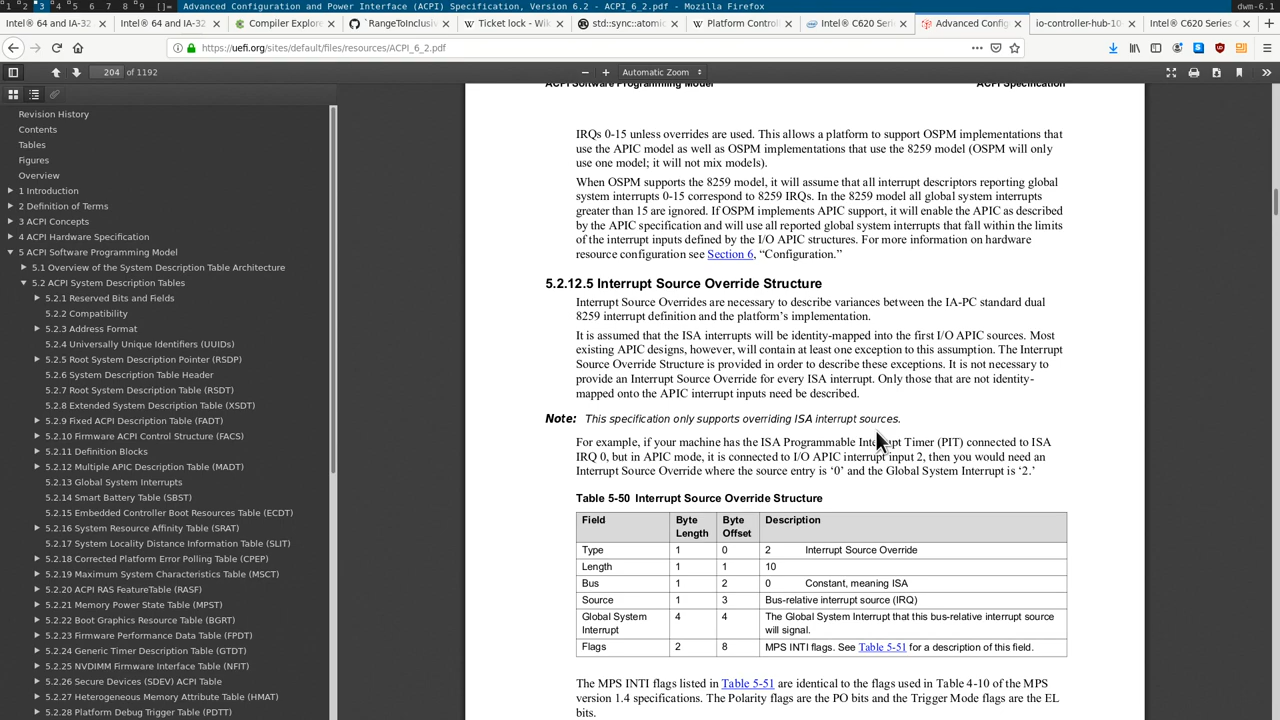 1 2 3 4 5 6 7 8 9 []= Advanced Configuration and Power Interface (ACPI) Specification, Version 6.2 - ACPI_6_2.pdf - Mozilla Firefox dwm-6.1
Intel® 64 and IA-32 Intel® 64 and IA-32 Compiler Explore RangeToInclusiv Ticket lock - Wik std::sync::atomic Platform Control Intel® C620 Seri Advanced Config io-controller-hub-10 Intel® C620 Series C
https://uefi.org/sites/default/files/resources/ACPI_6_2.pdf
204 of 1192 Automatic Zoom
Revision History
Contents
Tables
Figures
Overview
1 Introduction
2 Definition of Terms
3 ACPI Concepts
4 ACPI Hardware Specification
5 ACPI Software Programming Model
5.1 Overview of the System Description Table Architecture
5.2 ACPI System Description Tables
5.2.1 Reserved Bits and Fields
5.2.2 Compatibility
5.2.3 Address Format
5.2.4 Universally Unique Identifiers (UUIDs)
5.2.5 Root System Description Pointer (RSDP)
5.2.6 System Description Table Header
5.2.7 Root System Description Table (RSDT)
5.2.8 Extended System Description Table (XSDT)
5.2.9 Fixed ACPI Description Table (FADT)
5.2.10 Firmware ACPI Control Structure (FACS)
5.2.11 Definition Blocks
5.2.12 Multiple APIC Description Table (MADT)
5.2.13 Global System Interrupts
5.2.14 Smart Battery Table (SBST)
5.2.15 Embedded Controller Boot Resources Table (ECDT)
5.2.16 System Resource Affinity Table (SRAT)
5.2.17 System Locality Distance Information Table (SLIT)
5.2.18 Corrected Platform Error Polling Table (CPEP)
5.2.19 Maximum System Characteristics Table (MSCT)
5.2.20 ACPI RAS FeatureTable (RASF)
5.2.21 Memory Power State Table (MPST)
5.2.22 Boot Graphics Resource Table (BGRT)
5.2.23 Firmware Performance Data Table (FPDT)
5.2.24 Generic Timer Description Table (GTDT)
5.2.25 NVDIMM Firmware Interface Table (NFIT)
5.2.26 Secure Devices (SDEV) ACPI Table
5.2.27 Heterogeneous Memory Attribute Table (HMAT)
5.2.28 Platform Debug Trigger Table (PDTT)
ACPI Software Programming Model ACPI Specification
IRQs 0-15 unless overrides are used. This allows a platform to support OSPM implementations that
use the APIC model as well as OSPM implementations that use the 8259 model (OSPM will only
use one model; it will not mix models).
When OSPM supports the 8259 model, it will assume that all interrupt descriptors reporting global
system interrupts 0-15 correspond to 8259 IRQs. In the 8259 model all global system interrupts
greater than 15 are ignored. If OSPM implements APIC support, it will enable the APIC as described
by the APIC specification and will use all reported global system interrupts that fall within the limits
of the interrupt inputs defined by the I/O APIC structures. For more information on hardware
resource configuration see Section 6, “Configuration.”
5.2.12.5 Interrupt Source Override Structure
Interrupt Source Overrides are necessary to describe variances between the IA-PC standard dual
8259 interrupt definition and the platform’s implementation.
It is assumed that the ISA interrupts will be identity-mapped into the first I/O APIC sources. Most
existing APIC designs, however, will contain at least one exception to this assumption. The Interrupt
Source Override Structure is provided in order to describe these exceptions. It is not necessary to
provide an Interrupt Source Override for every ISA interrupt. Only those that are not identity-
mapped onto the APIC interrupt inputs need be described.
Note: This specification only supports overriding ISA interrupt sources.
For example, if your machine has the ISA Programmable Interrupt Timer (PIT) connected to ISA
IRQ 0, but in APIC mode, it is connected to I/O APIC interrupt input 2, then you would need an
Interrupt Source Override where the source entry is ‘0’ and the Global System Interrupt is ‘2.’
Table 5-50 Interrupt Source Override Structure
Field Byte Length Byte Offset Description
Type 1 0 2 Interrupt Source Override
Length 1 1 10
Bus 1 2 0 Constant, meaning ISA
Source 1 3 Bus-relative interrupt source (IRQ)
Global System Interrupt 4 4 The Global System Interrupt that this bus-relative interrupt source
will signal.
Flags 2 8 MPS INTI flags. See Table 5-51 for a description of this field.
The MPS INTI flags listed in Table 5-51 are identical to the flags used in Table 4-10 of the MPS
version 1.4 specifications. The Polarity flags are the PO bits and the Trigger Mode flags are the EL
bits.